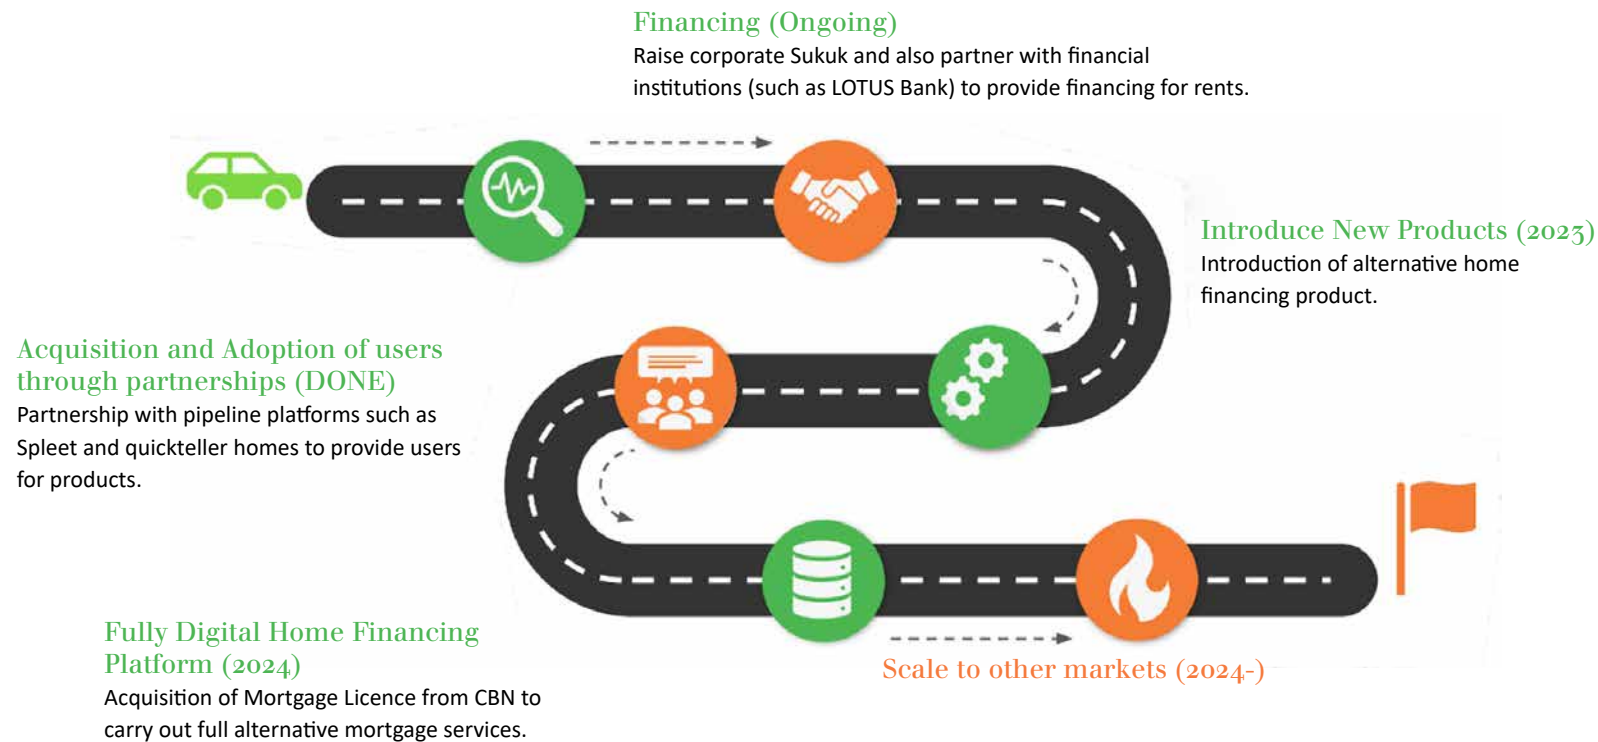 Financing (Ongoing)
Raise corporate Sukuk and also partner with financial
institutions (such as LOTUS Bank) to provide financing for rents.
Introduce New Products (2023)
Introduction of alternative home
financing product.
Acquisition and Adoption of users
through partnerships (DONE)
Partnership with pipeline platforms such as
Spleet and quickteller homes to provide users
for products.
Fully Digital Home Financing
Platform (2024)
Acquisition of Mortgage Licence from CBN to
carry out full alternative mortgage services.
Scale to other markets (2024-)